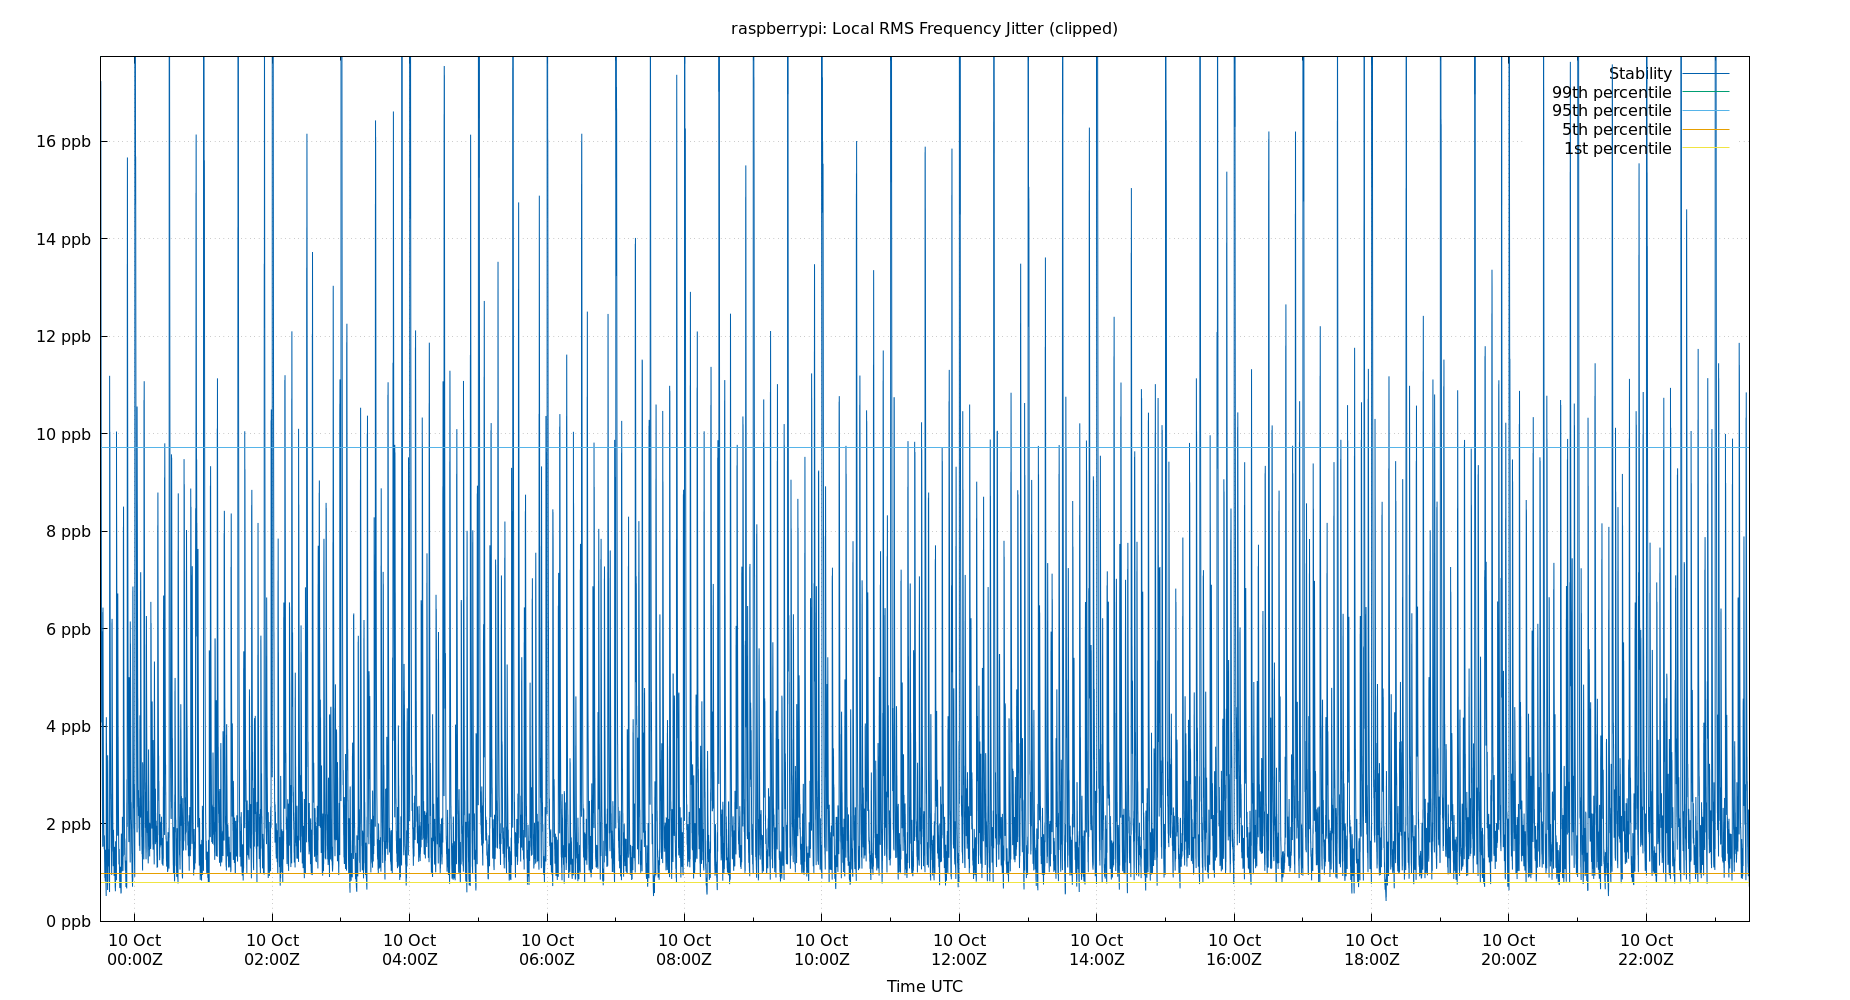 raspberrypi: Local RMS Frequency Jitter (clipped)
Stability
99th percentile
95th percentile
5th percentile
1st percentile
16 ppb
14 ppb
12 ppb
10 ppb
8 ppb
6 ppb
4 ppb
2 ppb
0 ppb
10 Oct 10 Oct 10 Oct 10 Oct 10 Oct 10 Oct 10 Oct 10 Oct 10 Oct 10 Oct 10 Oct 10 Oct
00:00Z 02:00Z 04:00Z 06:00Z 08:00Z 10:00Z 12:00Z 14:00Z 16:00Z 18:00Z 20:00Z 22:00Z
Time UTC